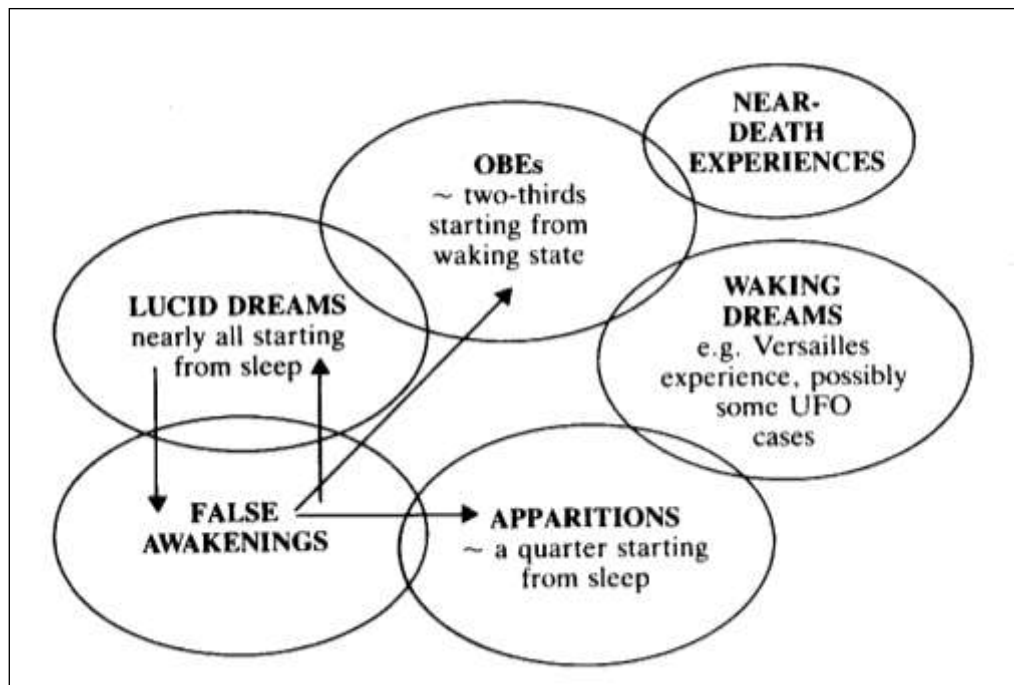 NEAR-
DEATH
EXPERIENCES
OBEs
~ two-thirds
starting from
waking state
LUCID DREAMS
nearly all starting
from sleep
WAKING
DREAMS
e.g. Versailles
experience, possibly
some UFO
cases
FALSE
AWAKENINGS
APPARITIONS
~ a quarter starting
from sleep